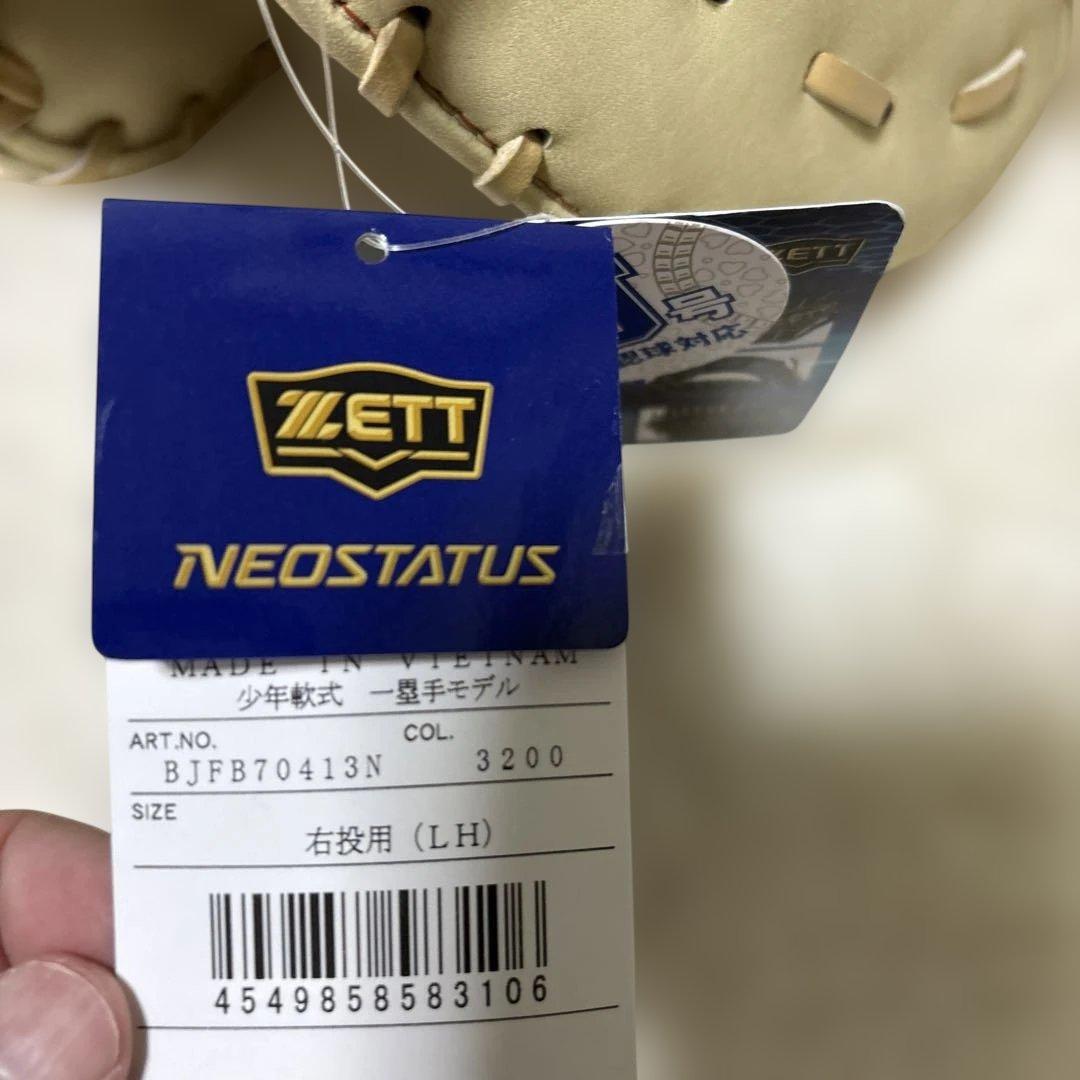 ZETT
号
球対応
ZETT
NEOSTATUS
MADE IN VIETNAM
少年軟式 一塁手モデル
ART.NO.
COL.
BJFB70413N
3200
SIZE
右投用(LH)
4549858583106